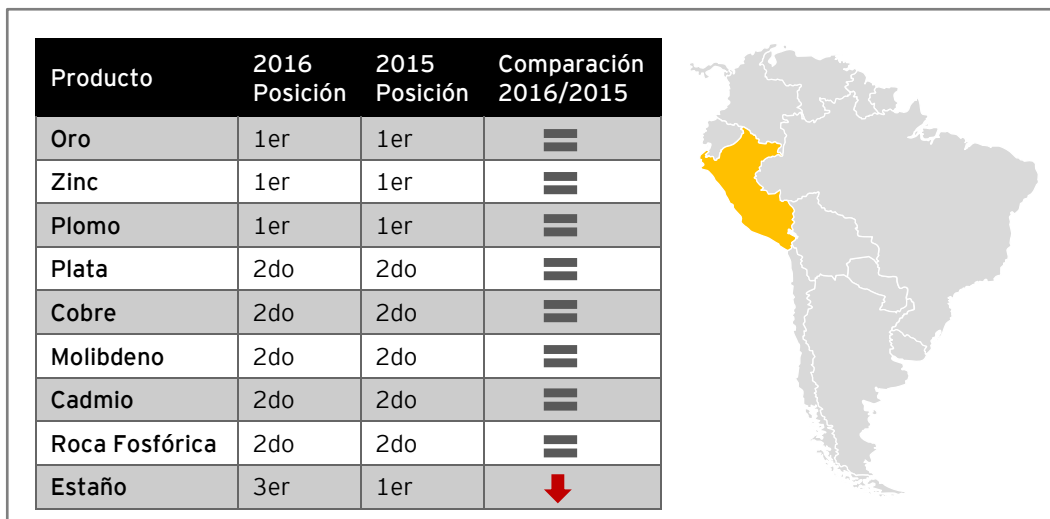 Producto 2016 Posición 2015 Posición Comparación 2016/2015
Oro 1er 1er
Zinc 1er 1er
Plomo 1er 1er
Plata 2do 2do
Cobre 2do 2do
Molibdeno 2do 2do
Cadmio 2do 2do
Roca Fosfórica 2do 2do
Estaño 3er 1er